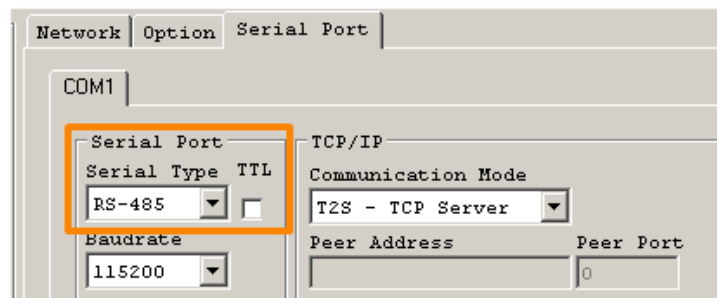 Network Option Serial Port
COM1
Serial Port
Serial Type TTL
RS-485
Baudrate
115200
TCP/IP
Communication Mode
T2S - TCP Server
Peer Address Peer Port
0